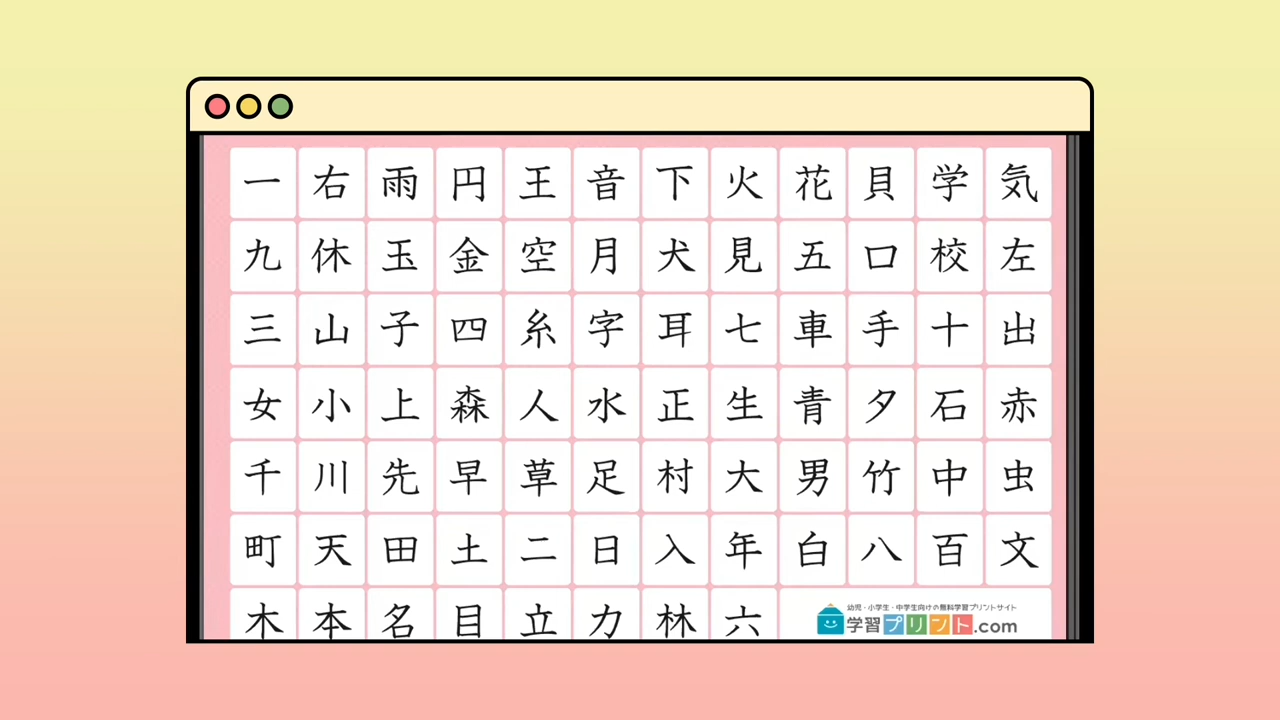 一 右 雨 円 王 音 下 火 花 貝 学 気
九 休 玉 金 空 月 犬 見 五 口 校 左
三 山 子 四 糸 字 耳 七 車 手 十 出
女 小 上 森 人 水 正 生 青 夕 石 赤
千 川 先 早 草 足 村 大 男 竹 中 虫
町 天 田 土 二 日 入 年 白 八 百 文
木 本 名 目 立 力 林 六
幼児・小学生・中学生向けの無料学習プリントサイト
学習プリント.com